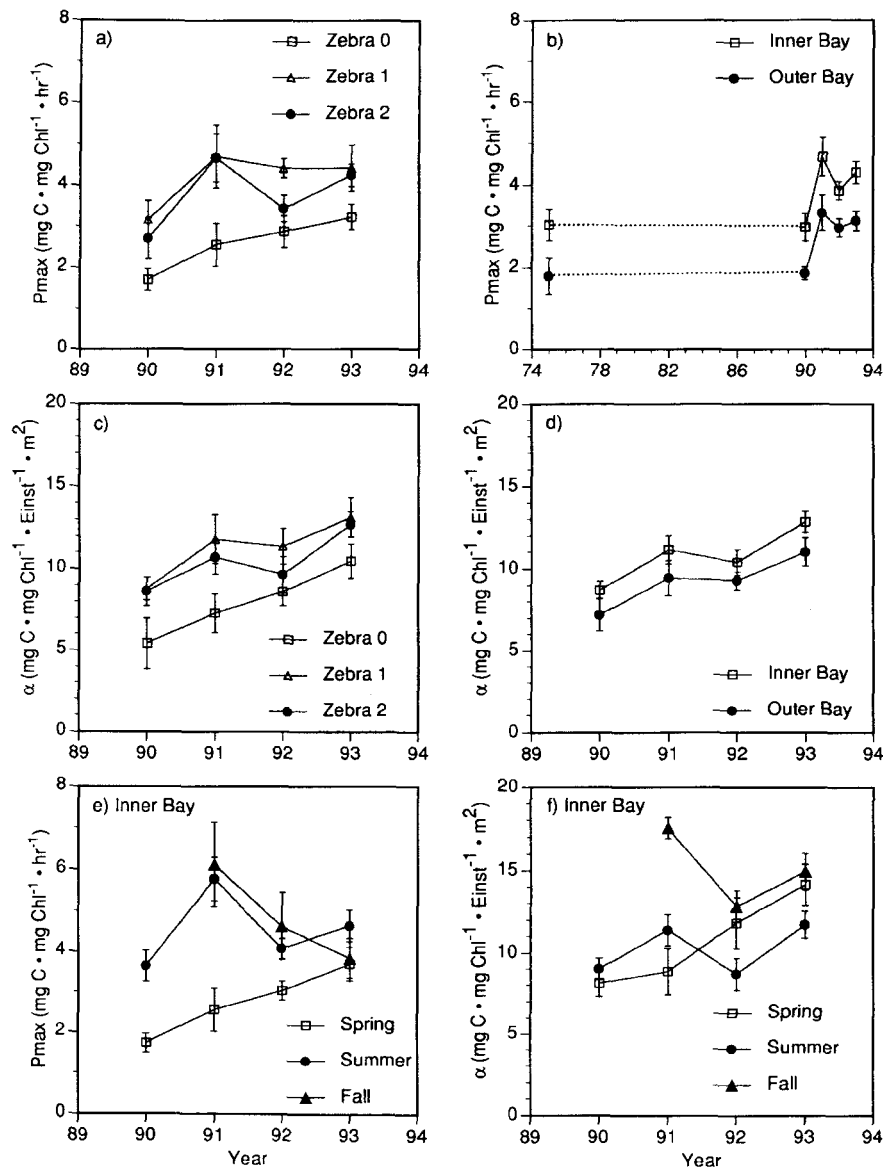 a)
Zebra 0
Zebra 1
Zebra 2
Pmax (mg C • mg Chl⁻¹ • hr⁻¹)
8
6
4
2
0
89 90 91 92 93 94
b)
Inner Bay
Outer Bay
Pmax (mg C • mg Chl⁻¹ • hr⁻¹)
8
6
4
2
0
74 78 82 86 90 94
c)
Zebra 0
Zebra 1
Zebra 2
α (mg C • mg Chl⁻¹ • Einst⁻¹ • m²)
20
15
10
5
0
89 90 91 92 93 94
d)
Inner Bay
Outer Bay
α (mg C • mg Chl⁻¹ • Einst⁻¹ • m²)
20
15
10
5
0
89 90 91 92 93 94
e) Inner Bay
Spring
Summer
Fall
Pmax (mg C • mg Chl⁻¹ • hr⁻¹)
8
6
4
2
0
89 90 91 92 93 94
Year
f) Inner Bay
Spring
Summer
Fall
α (mg C • mg Chl⁻¹ • Einst⁻¹ • m²)
20
15
10
5
0
89 90 91 92 93 94
Year